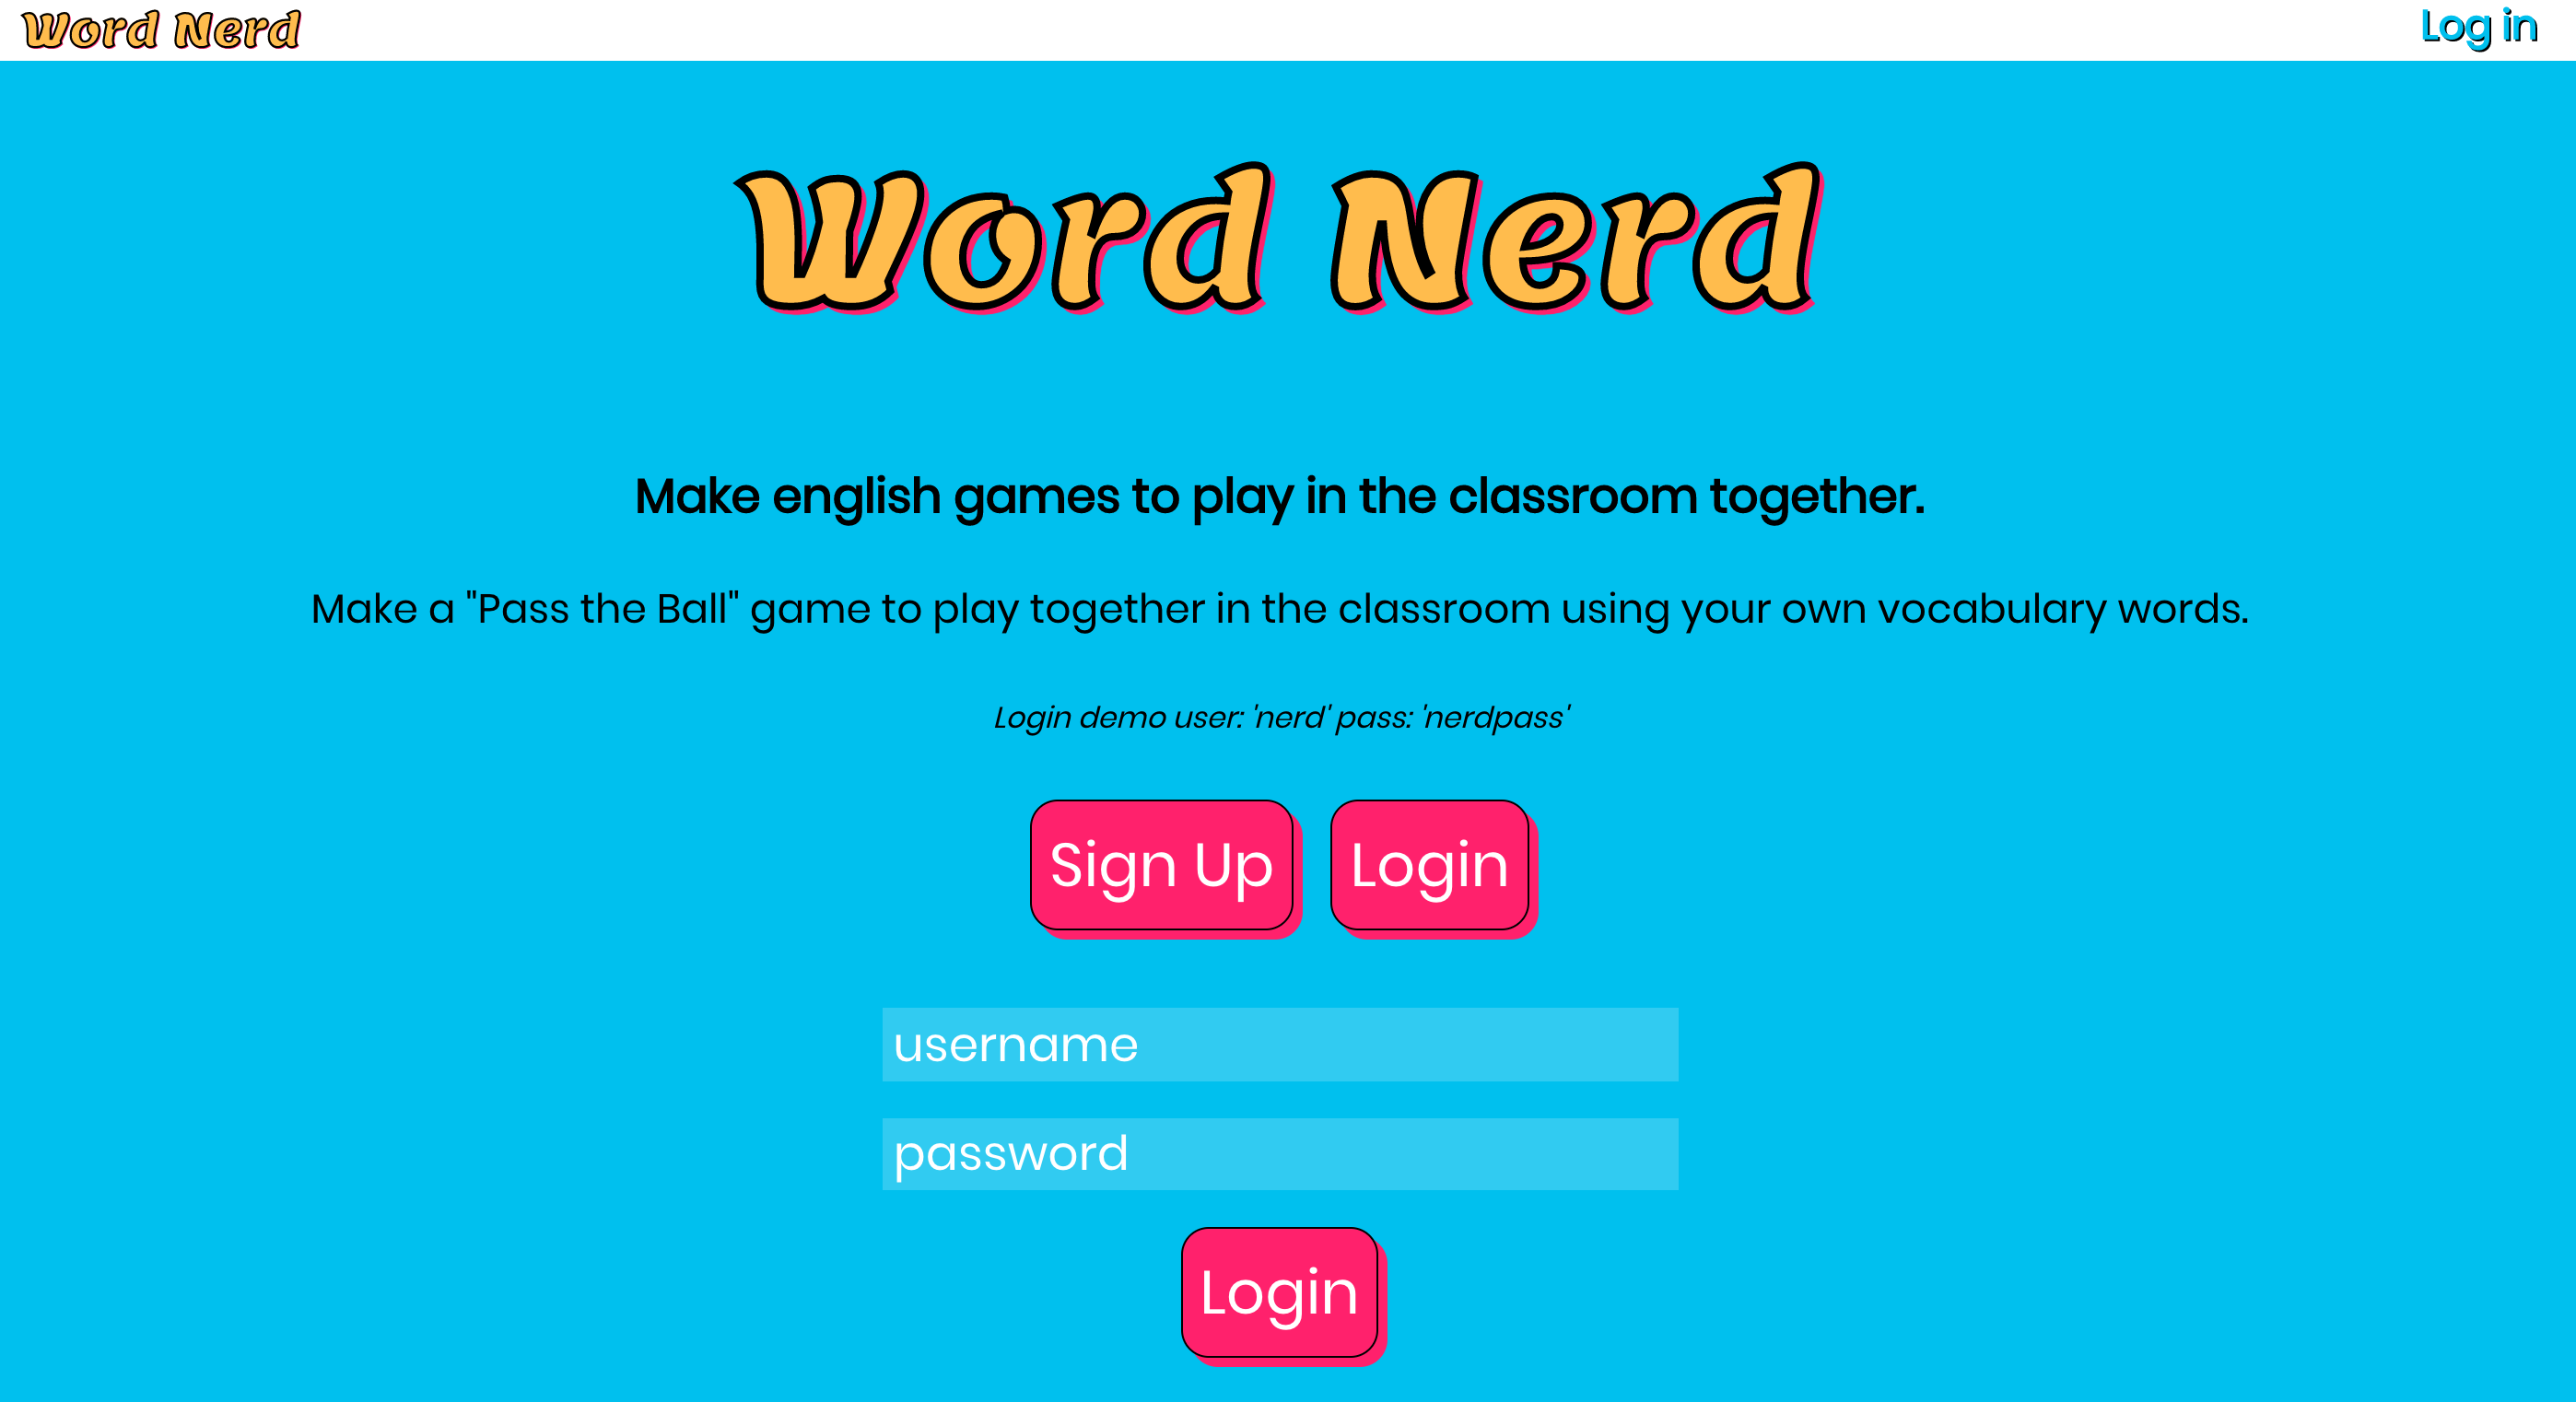 Word Nerd
Log in
Word Nerd
Make english games to play in the classroom together.
Make a "Pass the Ball" game to play together in the classroom using your own vocabulary words.
Login demo user: 'nerd' pass: 'nerdpass'
Sign Up
Login
username
password
Login